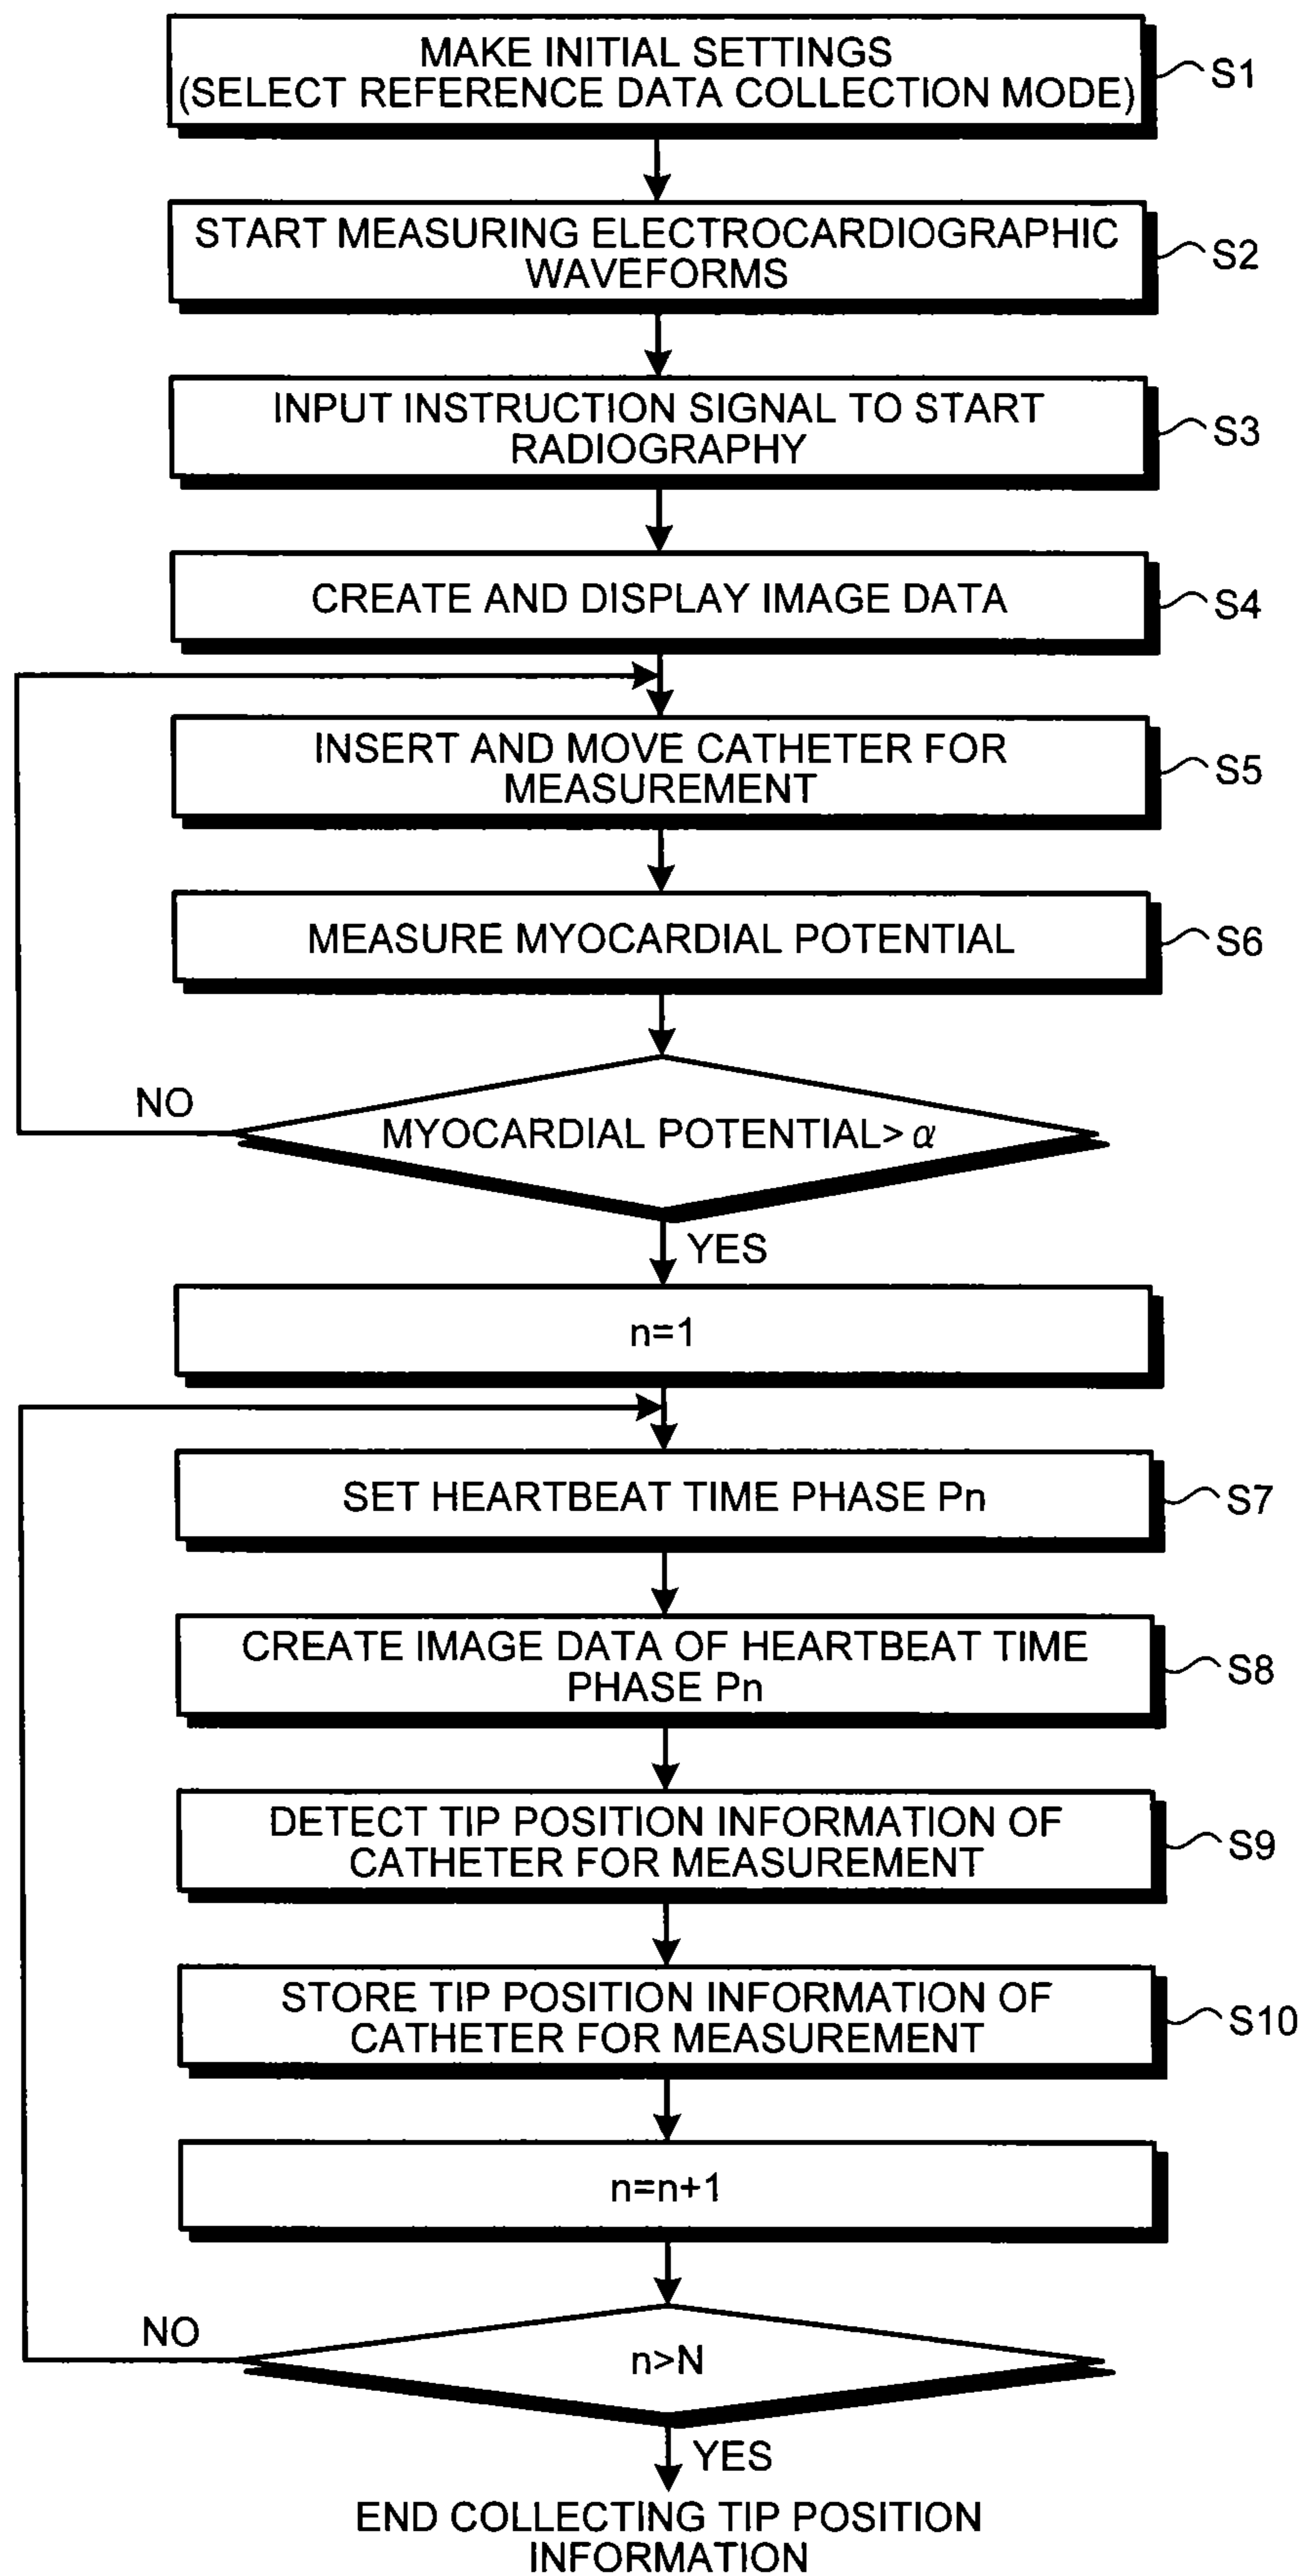 MAKE INITIAL SETTINGS
(SELECT REFERENCE DATA COLLECTION MODE)
S1
START MEASURING ELECTROCARDIOGRAPHIC
WAVEFORMS
S2
INPUT INSTRUCTION SIGNAL TO START
RADIOGRAPHY
S3
CREATE AND DISPLAY IMAGE DATA
S4
INSERT AND MOVE CATHETER FOR
MEASUREMENT
S5
MEASURE MYOCARDIAL POTENTIAL
S6
NO
MYOCARDIAL POTENTIAL> α
YES
n=1
SET HEARTBEAT TIME PHASE Pn
S7
CREATE IMAGE DATA OF HEARTBEAT TIME
PHASE Pn
S8
DETECT TIP POSITION INFORMATION OF
CATHETER FOR MEASUREMENT
S9
STORE TIP POSITION INFORMATION OF
CATHETER FOR MEASUREMENT
S10
n=n+1
NO
n>N
YES
END COLLECTING TIP POSITION
INFORMATION